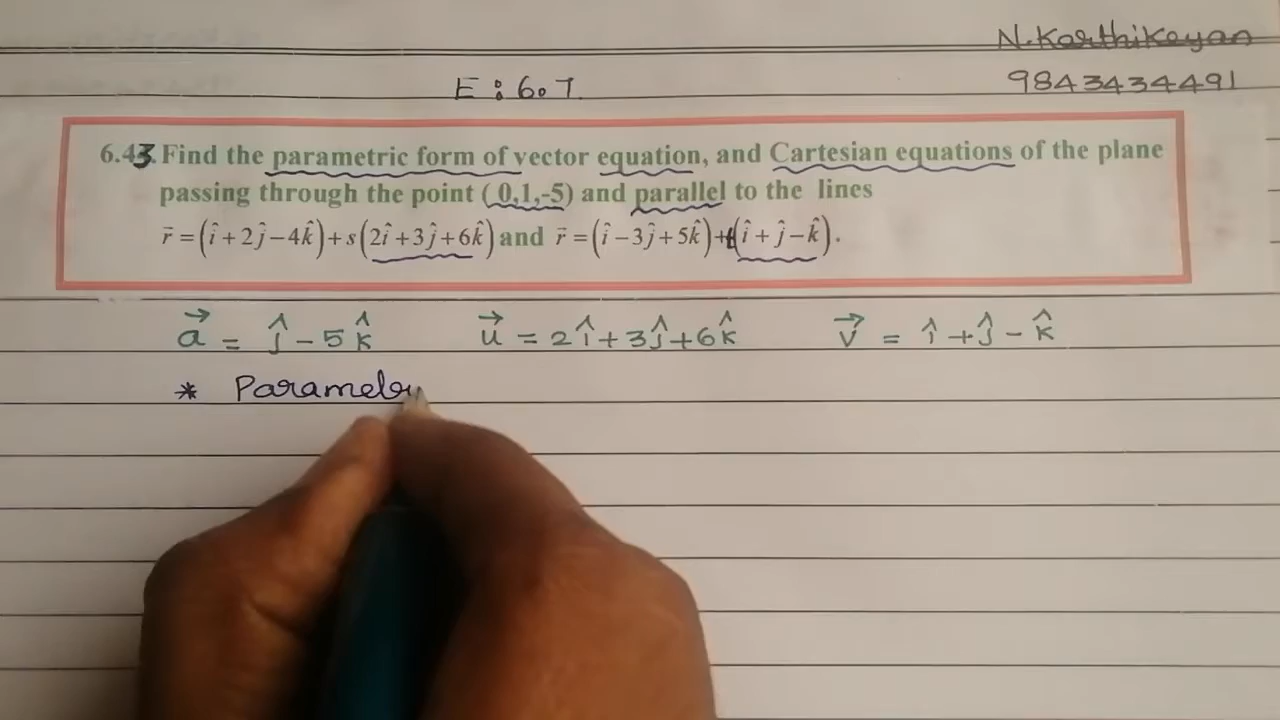 N.Karthikeyan
E : 6.7
9843434491
6.43. Find the parametric form of vector equation, and Cartesian equations of the plane
passing through the point ( 0,1,-5) and parallel to the lines
r⃗ = (î + 2ĵ − 4k̂) + s(2î + 3ĵ + 6k̂) and r⃗ = (î − 3ĵ + 5k̂) + t(î + ĵ − k̂).
a⃗ = ĵ − 5k̂ u⃗ = 2î + 3ĵ + 6k̂ v⃗ = î + ĵ − k̂
*